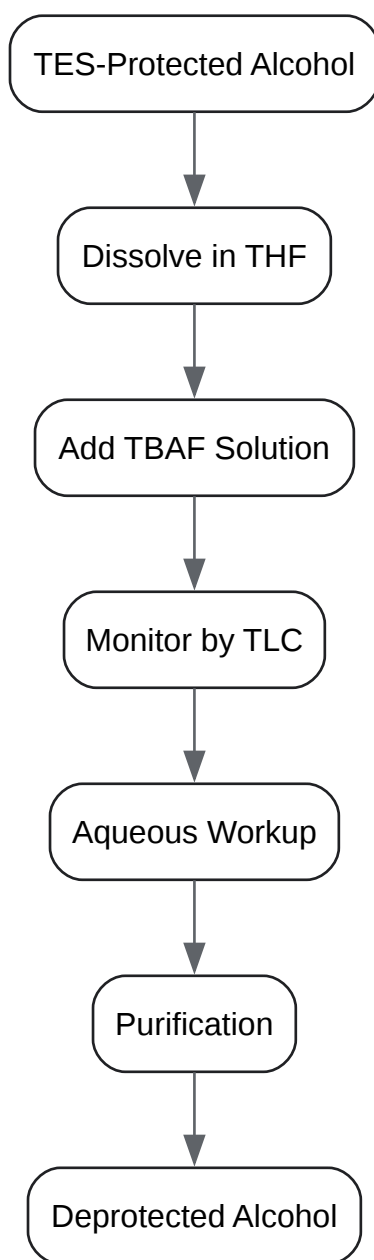 TES-Protected Alcohol
Dissolve in THF
Add TBAF Solution
Monitor by TLC
Aqueous Workup
Purification
Deprotected Alcohol